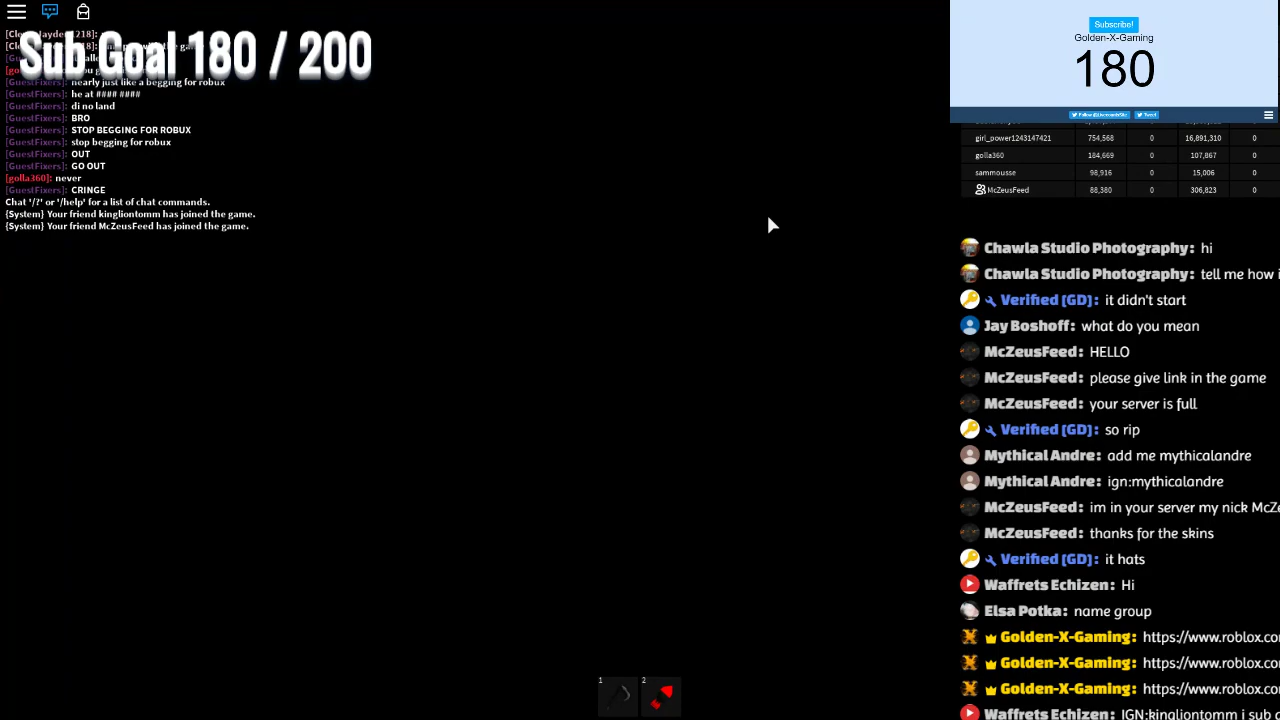 Sub Goal 180 / 200
[GuestFixers]: nearly just like a begging for robux
[GuestFixers]: he at #### ####
[GuestFixers]: di no land
[GuestFixers]: BRO
[GuestFixers]: STOP BEGGING FOR ROBUX
[GuestFixers]: stop begging for robux
[GuestFixers]: OUT
[GuestFixers]: GO OUT
[golla360]: never
[GuestFixers]: CRINGE
Chat '/?' or '/help' for a list of chat commands.
{System} Your friend kingliontomm has joined the game.
{System} Your friend McZeusFeed has joined the game.
1 2
Subscribe!
Golden-X-Gaming
180
Tweet
girl_power1243147421 754,568 0 16,891,310 0
golla360 184,669 0 107,867 0
sammousse 98,916 0 15,006 0
McZeusFeed 88,380 0 306,823 0
Chawla Studio Photography: hi
Chawla Studio Photography: tell me how i
Verified [GD]: it didn't start
Jay Boshoff: what do you mean
McZeusFeed: HELLO
McZeusFeed: please give link in the game
McZeusFeed: your server is full
Verified [GD]: so rip
Mythical Andre: add me mythicalandre
Mythical Andre: ign:mythicalandre
McZeusFeed: im in your server my nick McZe
McZeusFeed: thanks for the skins
Verified [GD]: it hats
Waffrets Echizen: Hi
Elsa Potka: name group
Golden-X-Gaming: https://www.roblox.co
Golden-X-Gaming: https://www.roblox.co
Golden-X-Gaming: https://www.roblox.co
Waffrets Echizen: IGN:kingliontomm i sub